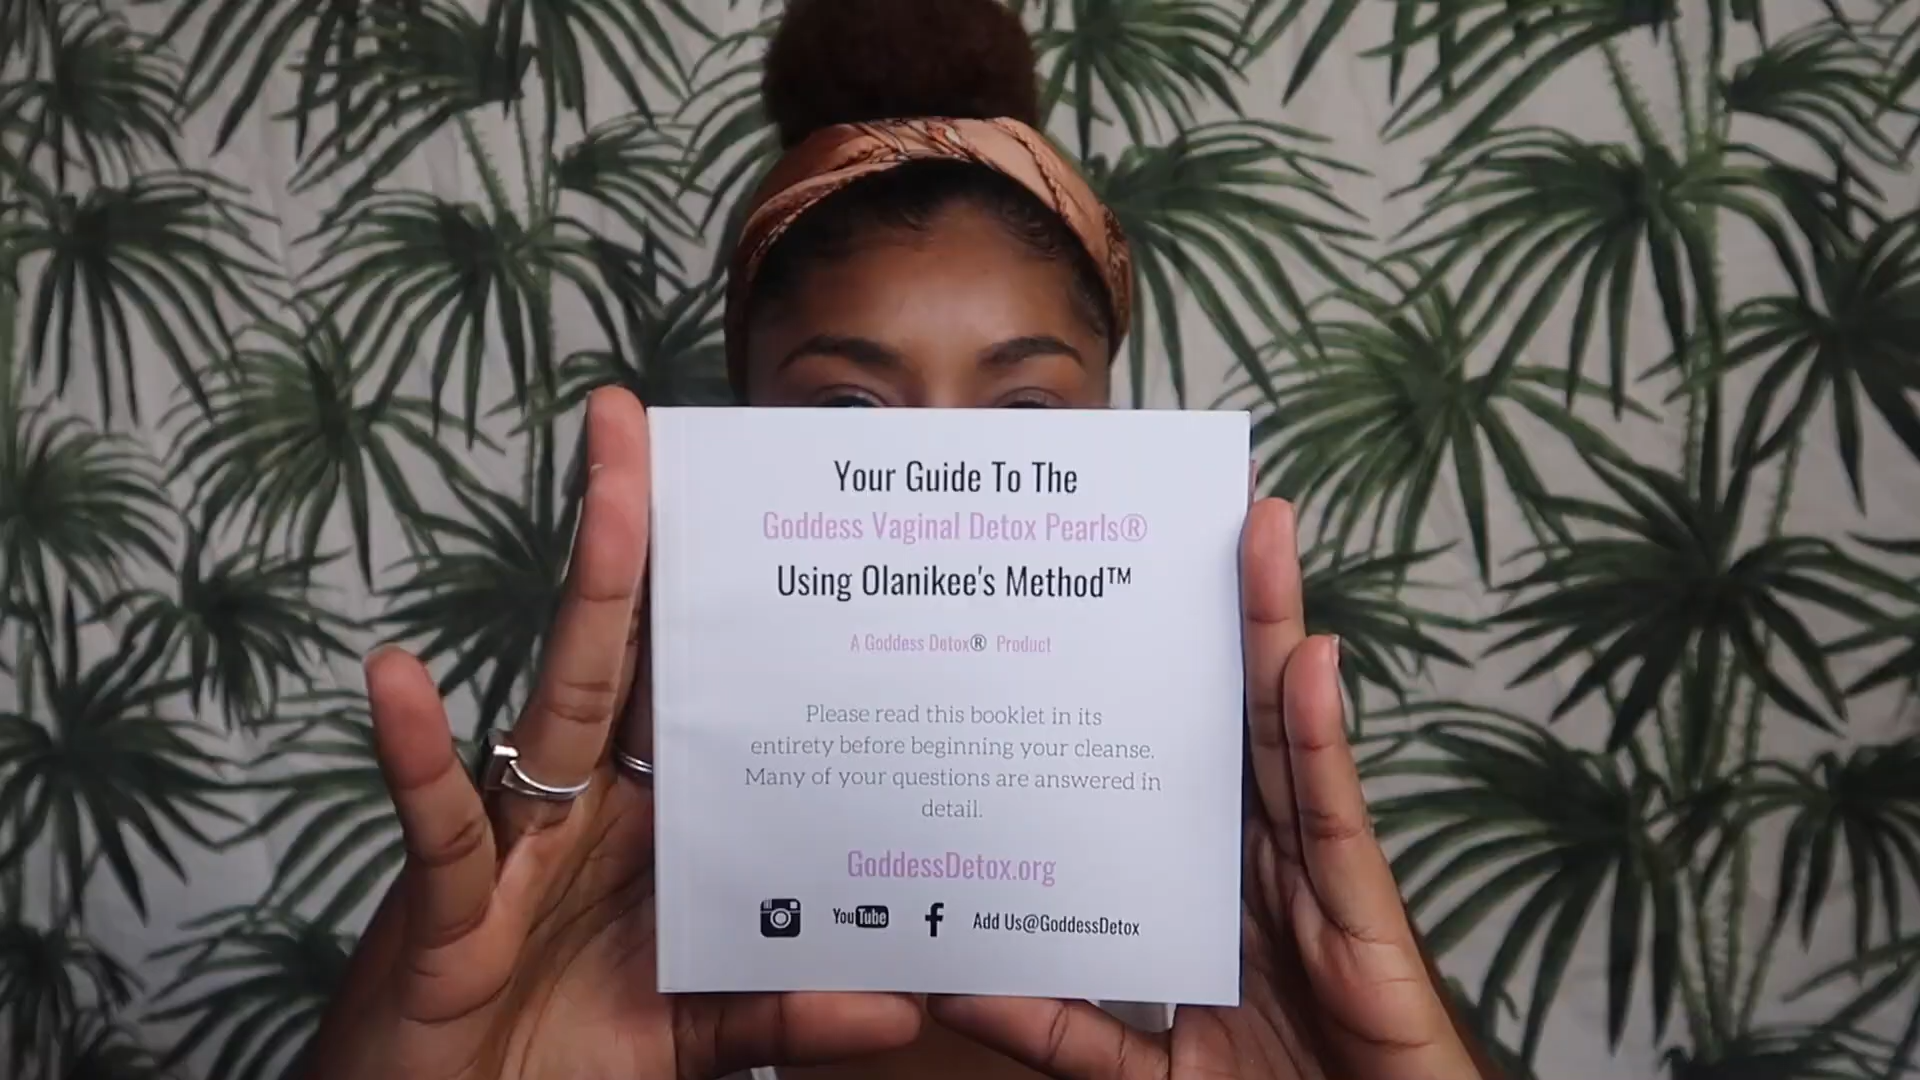 Your Guide To The
Goddess Vaginal Detox Pearls®
Using Olanikee's Method™
A Goddess Detox® Product
Please read this booklet in its
entirety before beginning your cleanse.
Many of your questions are answered in
detail.
GoddessDetox.org
YouTube f Add Us@GoddessDetox